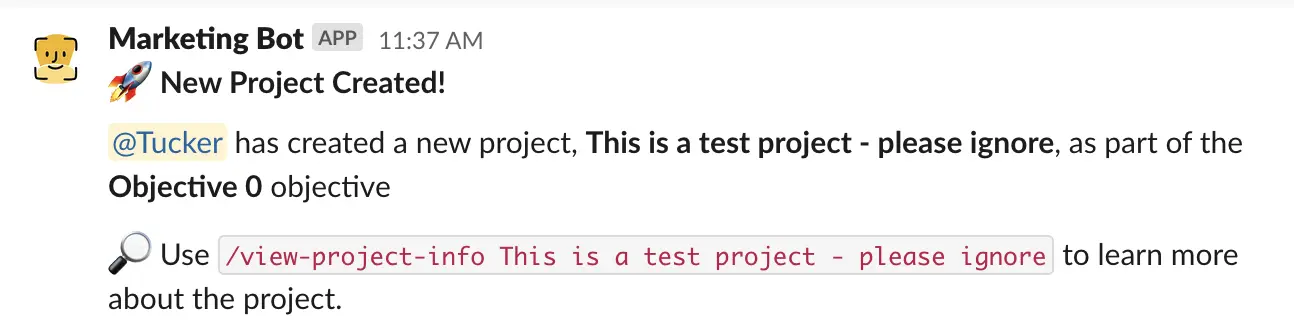 Marketing Bot APP 11:37 AM
🚀 New Project Created!
@Tucker has created a new project, This is a test project - please ignore, as part of the
Objective 0 objective
🔎 Use /view-project-info This is a test project - please ignore to learn more
about the project.